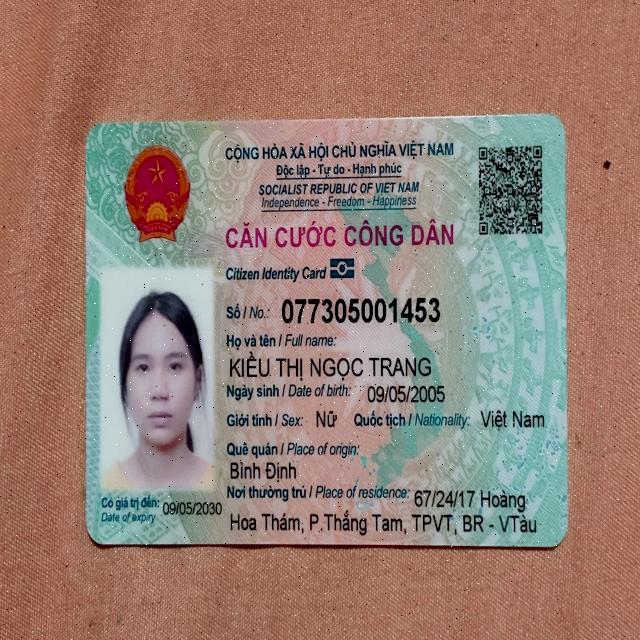 CỘNG HÒA XÃ HỘI CHỦ NGHĨA VIỆT NAM
Độc lập - Tự do - Hạnh phúc
SOCIALIST REPUBLIC OF VIET NAM
Independence - Freedom - Happiness
CĂN CƯỚC CÔNG DÂN
Citizen Identity Card
Số / No.: 077305001453
Họ và tên / Full name:
KIỀU THỊ NGỌC TRANG
Ngày sinh / Date of birth: 09/05/2005
Giới tính / Sex: Nữ Quốc tịch / Nationality: Việt Nam
Quê quán / Place of origin:
Bình Định
Nơi thường trú / Place of residence: 67/24/17 Hoàng
Hoa Thám, P.Thắng Tam, TPVT, BR - VTàu
Có giá trị đến: 09/05/2030
Date of expiry